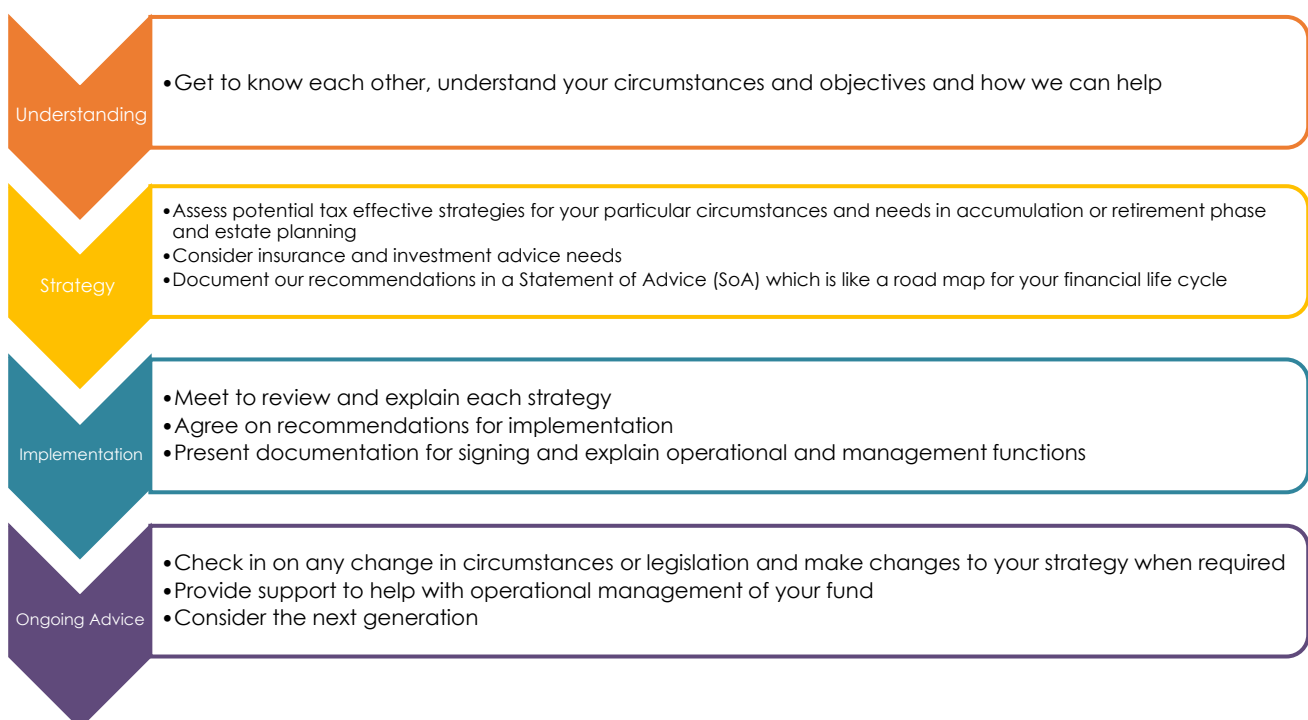 Understanding
•Get to know each other, understand your circumstances and objectives and how we can help
Strategy
•Assess potential tax effective strategies for your particular circumstances and needs in accumulation or retirement phase
and estate planning
•Consider insurance and investment advice needs
•Document our recommendations in a Statement of Advice (SoA) which is like a road map for your financial life cycle
Implementation
•Meet to review and explain each strategy
•Agree on recommendations for implementation
•Present documentation for signing and explain operational and management functions
Ongoing Advice
•Check in on any change in circumstances or legislation and make changes to your strategy when required
•Provide support to help with operational management of your fund
•Consider the next generation